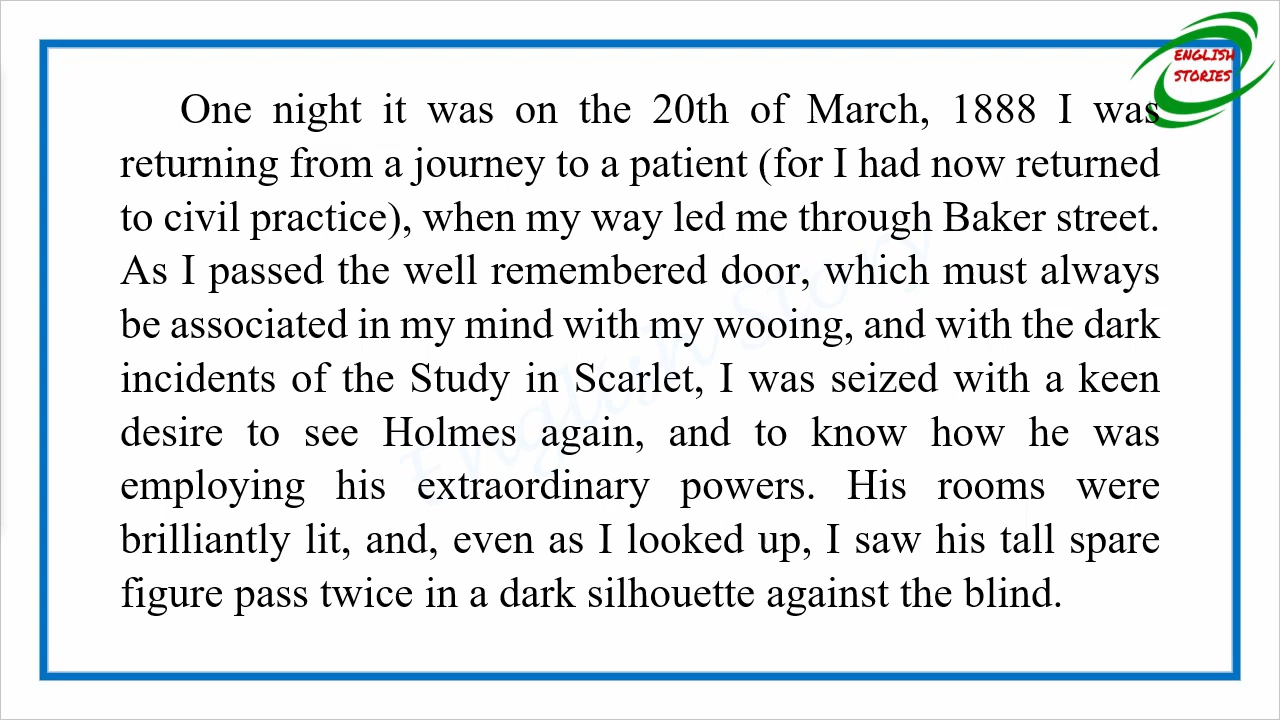 ENGLISH
STORIES
One night it was on the 20th of March, 1888 I was
returning from a journey to a patient (for I had now returned
to civil practice), when my way led me through Baker street.
As I passed the well remembered door, which must always
be associated in my mind with my wooing, and with the dark
incidents of the Study in Scarlet, I was seized with a keen
desire to see Holmes again, and to know how he was
employing his extraordinary powers. His rooms were
brilliantly lit, and, even as I looked up, I saw his tall spare
figure pass twice in a dark silhouette against the blind.
English Story